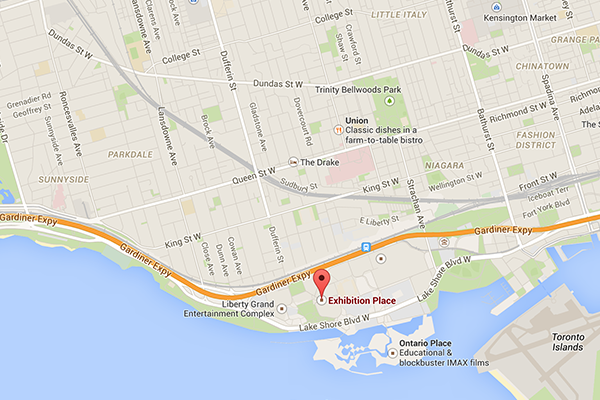 Lansdowne Ave
Clarens Ave
Dundas St W
College St
Dufferin St
Crawford St
Shaw St
LITTLE ITALY
Bathurst St
Kensington Market
Dundas St W
GRANGE PA
CHINATOWN
College St
Dundas St W
Trinity Bellwoods Park
Spadina Ave
Richmond
Richmond St W
Adela
The S
FASHION
DISTRICT
Grenadier Rd
Geoffrey St
Sunnyside Ave
Roncesvalles Ave
Lansdowne Ave
Brock Ave
Gladstone Ave
Dovercourt Rd
Union
Classic dishes in a
farm-to-table bistro
Bathurst St
PARKDALE
The Drake
NIAGARA
SUNNYSIDE
Queen St W
Sudbury St
King St W
Wellington St W
Strachan Ave
Front St W
Iceboat Terr
Fort York Blvd
Gardiner Expy
E Liberty St
Gardiner Expy
King St W
Close Ave
Dunn Ave
Cowan Ave
Dufferin St
Gardiner Expy
Gardiner Expy
Lake Shore Blvd W
Exhibition Place
Liberty Grand
Entertainment Complex
Lake Shore Blvd W
Ontario Place
Educational &
blockbuster IMAX films
Toronto
Islands